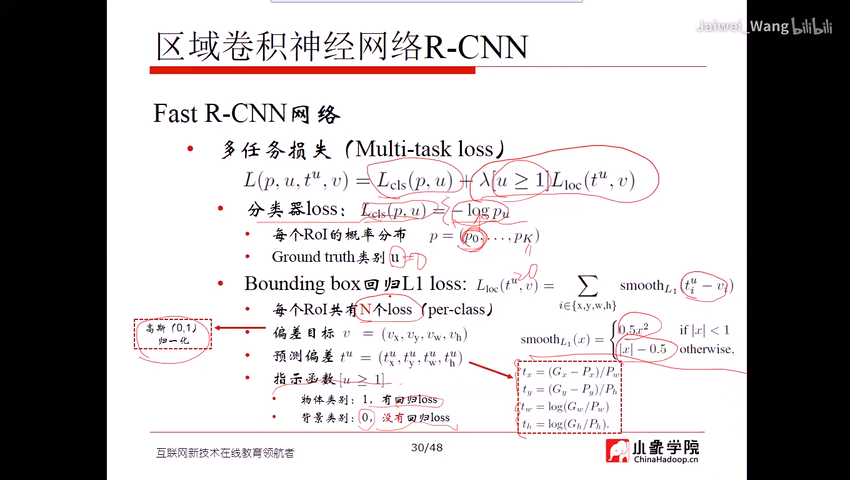 Jaiwei_Wang bilibili
区域卷积神经网络R-CNN
Fast R-CNN网络
• 多任务损失（Multi-task loss）
L(p, u, t^u, v) = L_cls(p, u) + λ[u ≥ 1]L_loc(t^u, v)
• 分类器loss： L_cls(p, u) = − log p_u
• 每个RoI的概率分布 p = (p_0, . . . , p_K)
• Ground truth类别 u =0
• Bounding box回归L1 loss: L_loc(t^u, v) = ∑_{i∈{x,y,w,h}} smooth_{L1}(t_i^u − v_i)
• 每个RoI共有N个loss（per-class）
高斯（0,1）
归一化
• 偏差目标 v = (v_x, v_y, v_w, v_h)
smooth_{L1}(x) = { 0.5x^2 if |x| < 1
|x| − 0.5 otherwise,
• 预测偏差 t^u = (t_x^u, t_y^u, t_w^u, t_h^u)
• 指示函数[u ≥ 1]
• 物体类别：1，有回归loss
• 背景类别：0，没有回归loss
t_x = (G_x − P_x)/P_w
t_y = (G_y − P_y)/P_h
t_w = log(G_w/P_w)
t_h = log(G_h/P_h).
互联网新技术在线教育领航者
30/48
小象学院
ChinaHadoop.cn